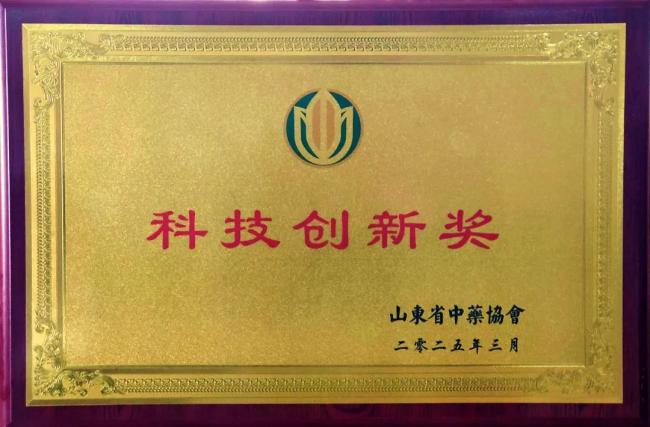 科技创新奖
山東省中藥協會
二零二五年三月